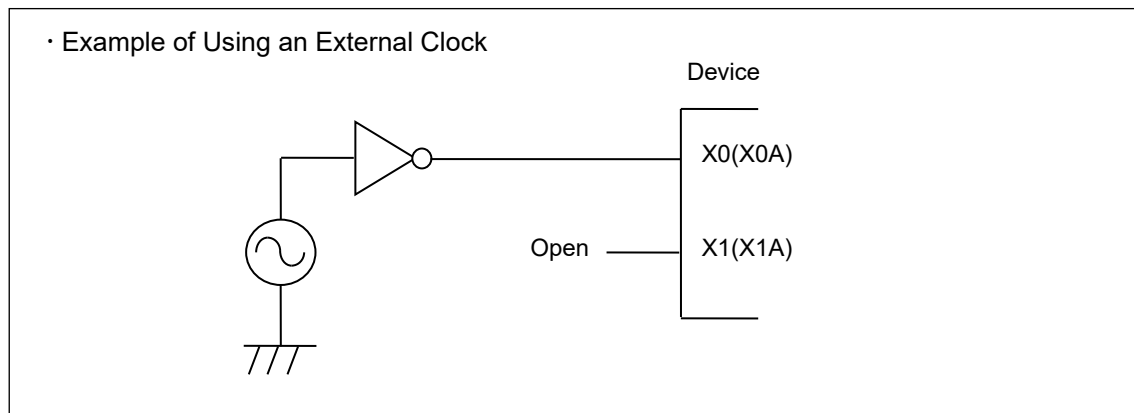 · Example of Using an External Clock
Device
X0(X0A)
Open
X1(X1A)